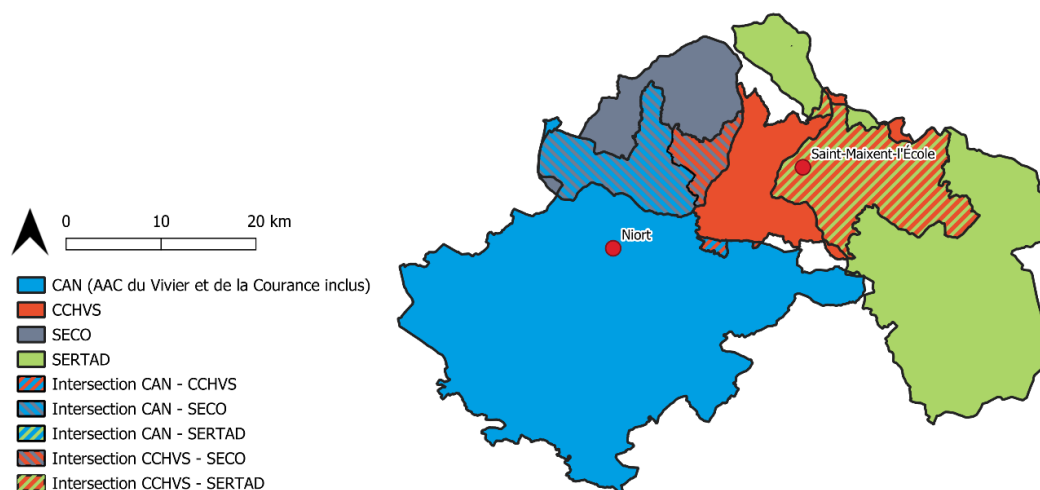 Saint-Maixent-l'École
0 10 20 km
Niort
CAN (AAC du Vivier et de la Courance inclus)
CCHVS
SECO
SERTAD
Intersection CAN - CCHVS
Intersection CAN - SECO
Intersection CAN - SERTAD
Intersection CCHVS - SECO
Intersection CCHVS - SERTAD